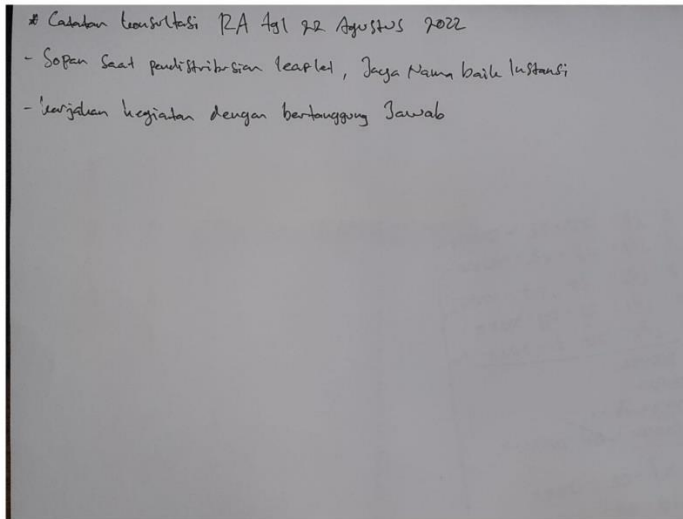 * Catatan konsultasi RA tgl 22 Agustus 2022
- Sopan saat pendistribusian leaflet, Jaga Nama baik Instansi
- kerjakan kegiatan dengan bertanggung Jawab